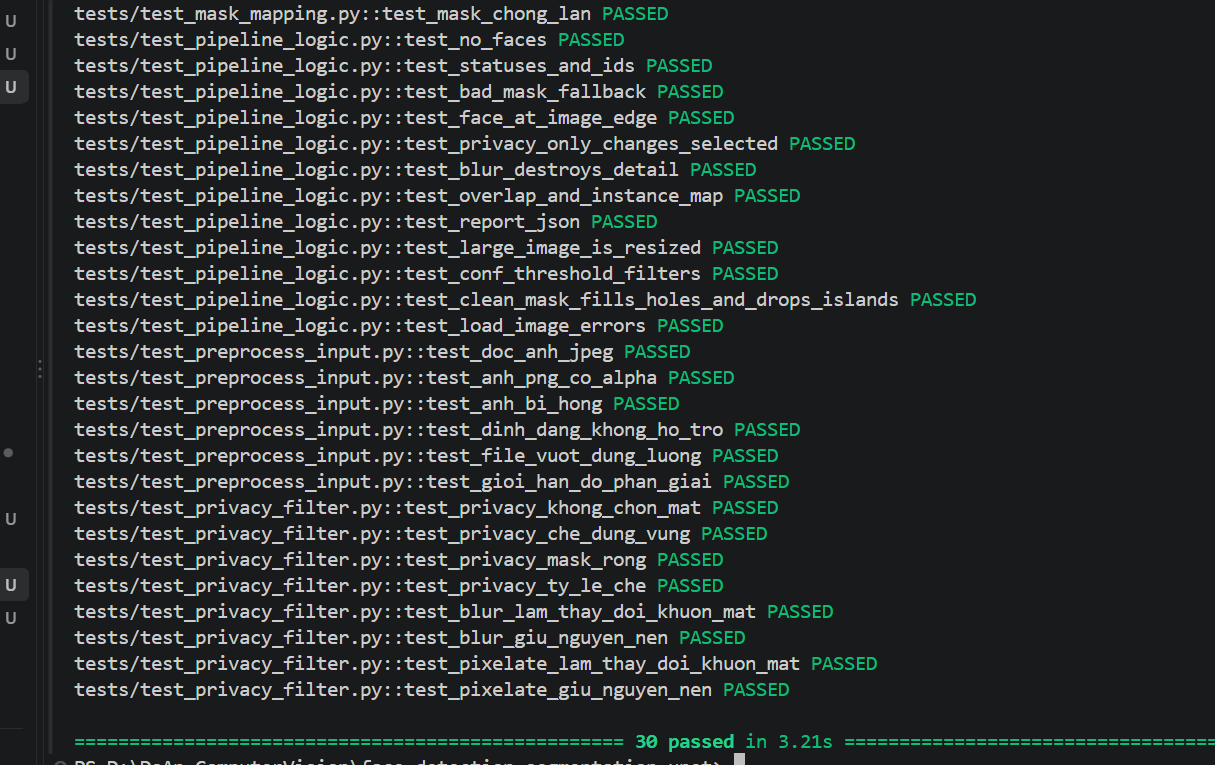 U
U
U
tests/test_mask_mapping.py::test_mask_chong_lan PASSED
tests/test_pipeline_logic.py::test_no_faces PASSED
tests/test_pipeline_logic.py::test_statuses_and_ids PASSED
tests/test_pipeline_logic.py::test_bad_mask_fallback PASSED
tests/test_pipeline_logic.py::test_face_at_image_edge PASSED
tests/test_pipeline_logic.py::test_privacy_only_changes_selected PASSED
tests/test_pipeline_logic.py::test_blur_destroys_detail PASSED
tests/test_pipeline_logic.py::test_overlap_and_instance_map PASSED
tests/test_pipeline_logic.py::test_report_json PASSED
tests/test_pipeline_logic.py::test_large_image_is_resized PASSED
tests/test_pipeline_logic.py::test_conf_threshold_filters PASSED
tests/test_pipeline_logic.py::test_clean_mask_fills_holes_and_drops_islands PASSED
tests/test_pipeline_logic.py::test_load_image_errors PASSED
tests/test_preprocess_input.py::test_doc_anh_jpeg PASSED
tests/test_preprocess_input.py::test_anh_png_co_alpha PASSED
tests/test_preprocess_input.py::test_anh_bi_hong PASSED
tests/test_preprocess_input.py::test_dinh_dang_khong_ho_tro PASSED
tests/test_preprocess_input.py::test_file_vuot_dung_luong PASSED
tests/test_preprocess_input.py::test_gioi_han_do_phan_giai PASSED
tests/test_privacy_filter.py::test_privacy_khong_chon_mat PASSED
tests/test_privacy_filter.py::test_privacy_che_dung_vung PASSED
tests/test_privacy_filter.py::test_privacy_mask_rong PASSED
tests/test_privacy_filter.py::test_privacy_ty_le_che PASSED
tests/test_privacy_filter.py::test_blur_lam_thay_doi_khuon_mat PASSED
tests/test_privacy_filter.py::test_blur_giu_nguyen_nen PASSED
tests/test_privacy_filter.py::test_pixelate_lam_thay_doi_khuon_mat PASSED
tests/test_privacy_filter.py::test_pixelate_giu_nguyen_nen PASSED
U
U
U
30 passed in 3.21s